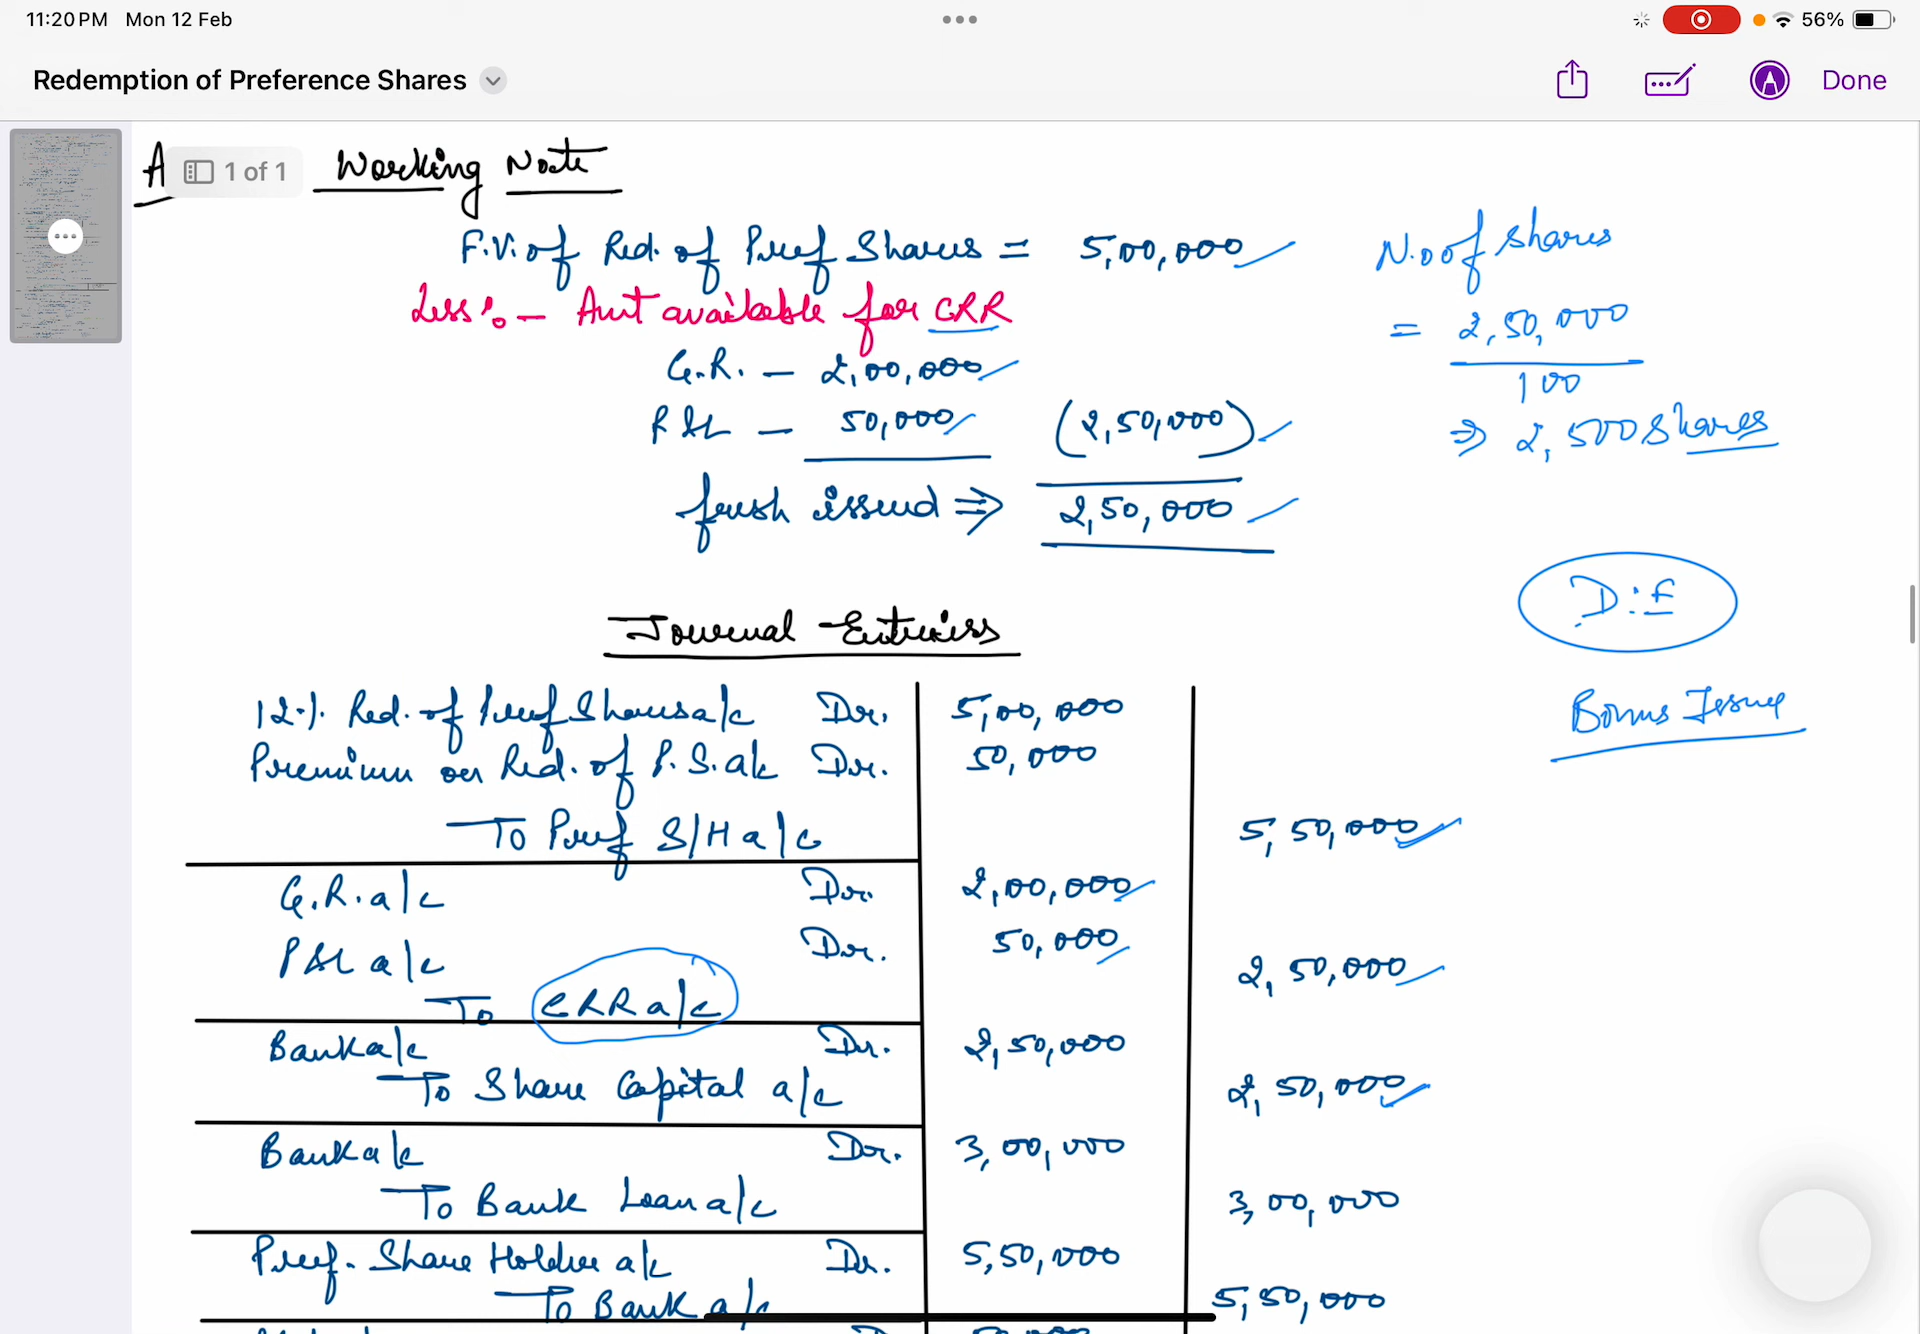 11:20 PM Mon 12 Feb
56%
Redemption of Preference Shares
Done
A
1 of 1
Working Note
F.V. of Red. of Pref Shares = 5,00,000
Less:- Amt available for CRR
G.R. - 2,00,000
P&L - 50,000 (2,50,000)
fresh issued ⇒ 2,50,000
N.o of shares
= 2,50,000
100
⇒ 2,500 shares
D:E
Bonus Issue
Journal Entries
12%. Red. of Pref Shares a/c Dr. 5,00,000
Premium on Red. of P.S. a/c Dr. 50,000
To Pref S/H a/c 5,50,000
G.R. a/c Dr. 2,00,000
P&L a/c Dr. 50,000
To CRR a/c 2,50,000
Bank a/c Dr. 2,50,000
To Share Capital a/c 2,50,000
Bank a/c Dr. 3,00,000
To Bank Loan a/c 3,00,000
Pref. Share Holder a/c Dr. 5,50,000
To Bank a/c 5,50,000